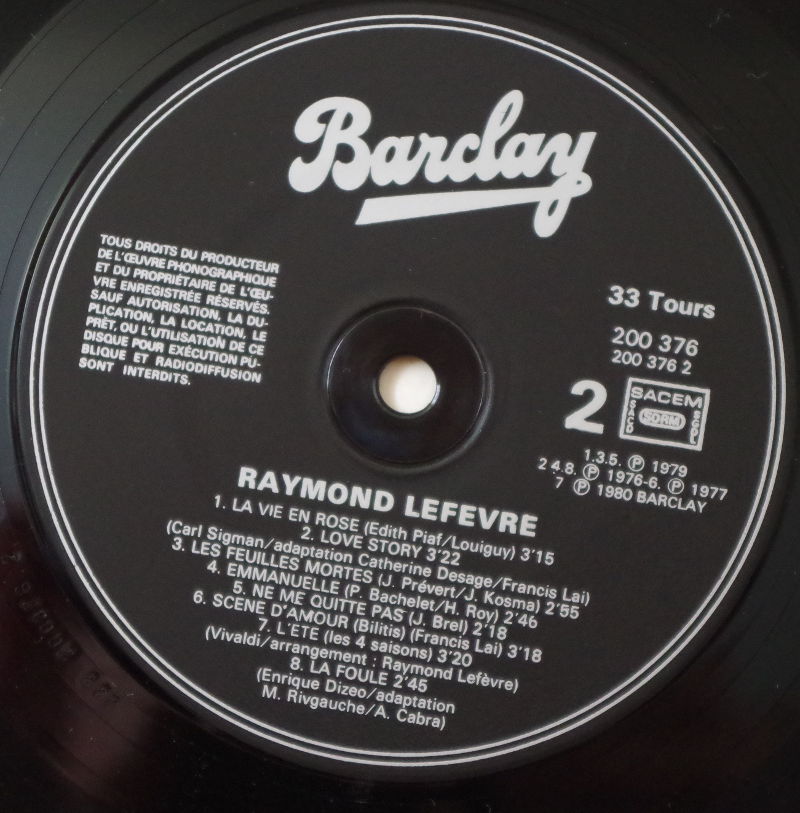 Barclay
TOUS DROITS DU PRODUCTEUR
DE L'ŒUVRE PHONOGRAPHIQUE
ET DU PROPRIÉTAIRE DE L'ŒU-
VRE ENREGISTRÉE RÉSERVÉS.
SAUF AUTORISATION, LA DU-
PLICATION, LA LOCATION, LE
PRÊT, OU L'UTILISATION DE CE
DISQUE POUR EXÉCUTION PU-
BLIQUE ET RADIODIFFUSION
SONT INTERDITS.
33 Tours
200 376
200 376 2
2
SACEM
SACD SDRM SGDL
1.3.5. Ⓟ 1979
2 4.8. Ⓟ 1976-6. Ⓟ 1977
7 Ⓟ 1980 BARCLAY
RAYMOND LEFEVRE
1. LA VIE EN ROSE (Edith Piaf/Louiguy) 3'15
2. LOVE STORY 3'22
(Carl Sigman/adaptation Catherine Desage/Francis Lai)
3. LES FEUILLES MORTES (J. Prévert/J. Kosma) 2'55
4. EMMANUELLE (P. Bachelet/H. Roy) 2'46
5. NE ME QUITTE PAS (J. Brel) 2'18
6. SCENE D'AMOUR (Bilitis) (Francis Lai) 3'18
7. L'ETE (les 4 saisons) 3'20
(Vivaldi/arrangement : Raymond Lefèvre)
8. LA FOULE 2'45
(Enrique Dizeo/adaptation
M. Rivgauche/A. Cabra)